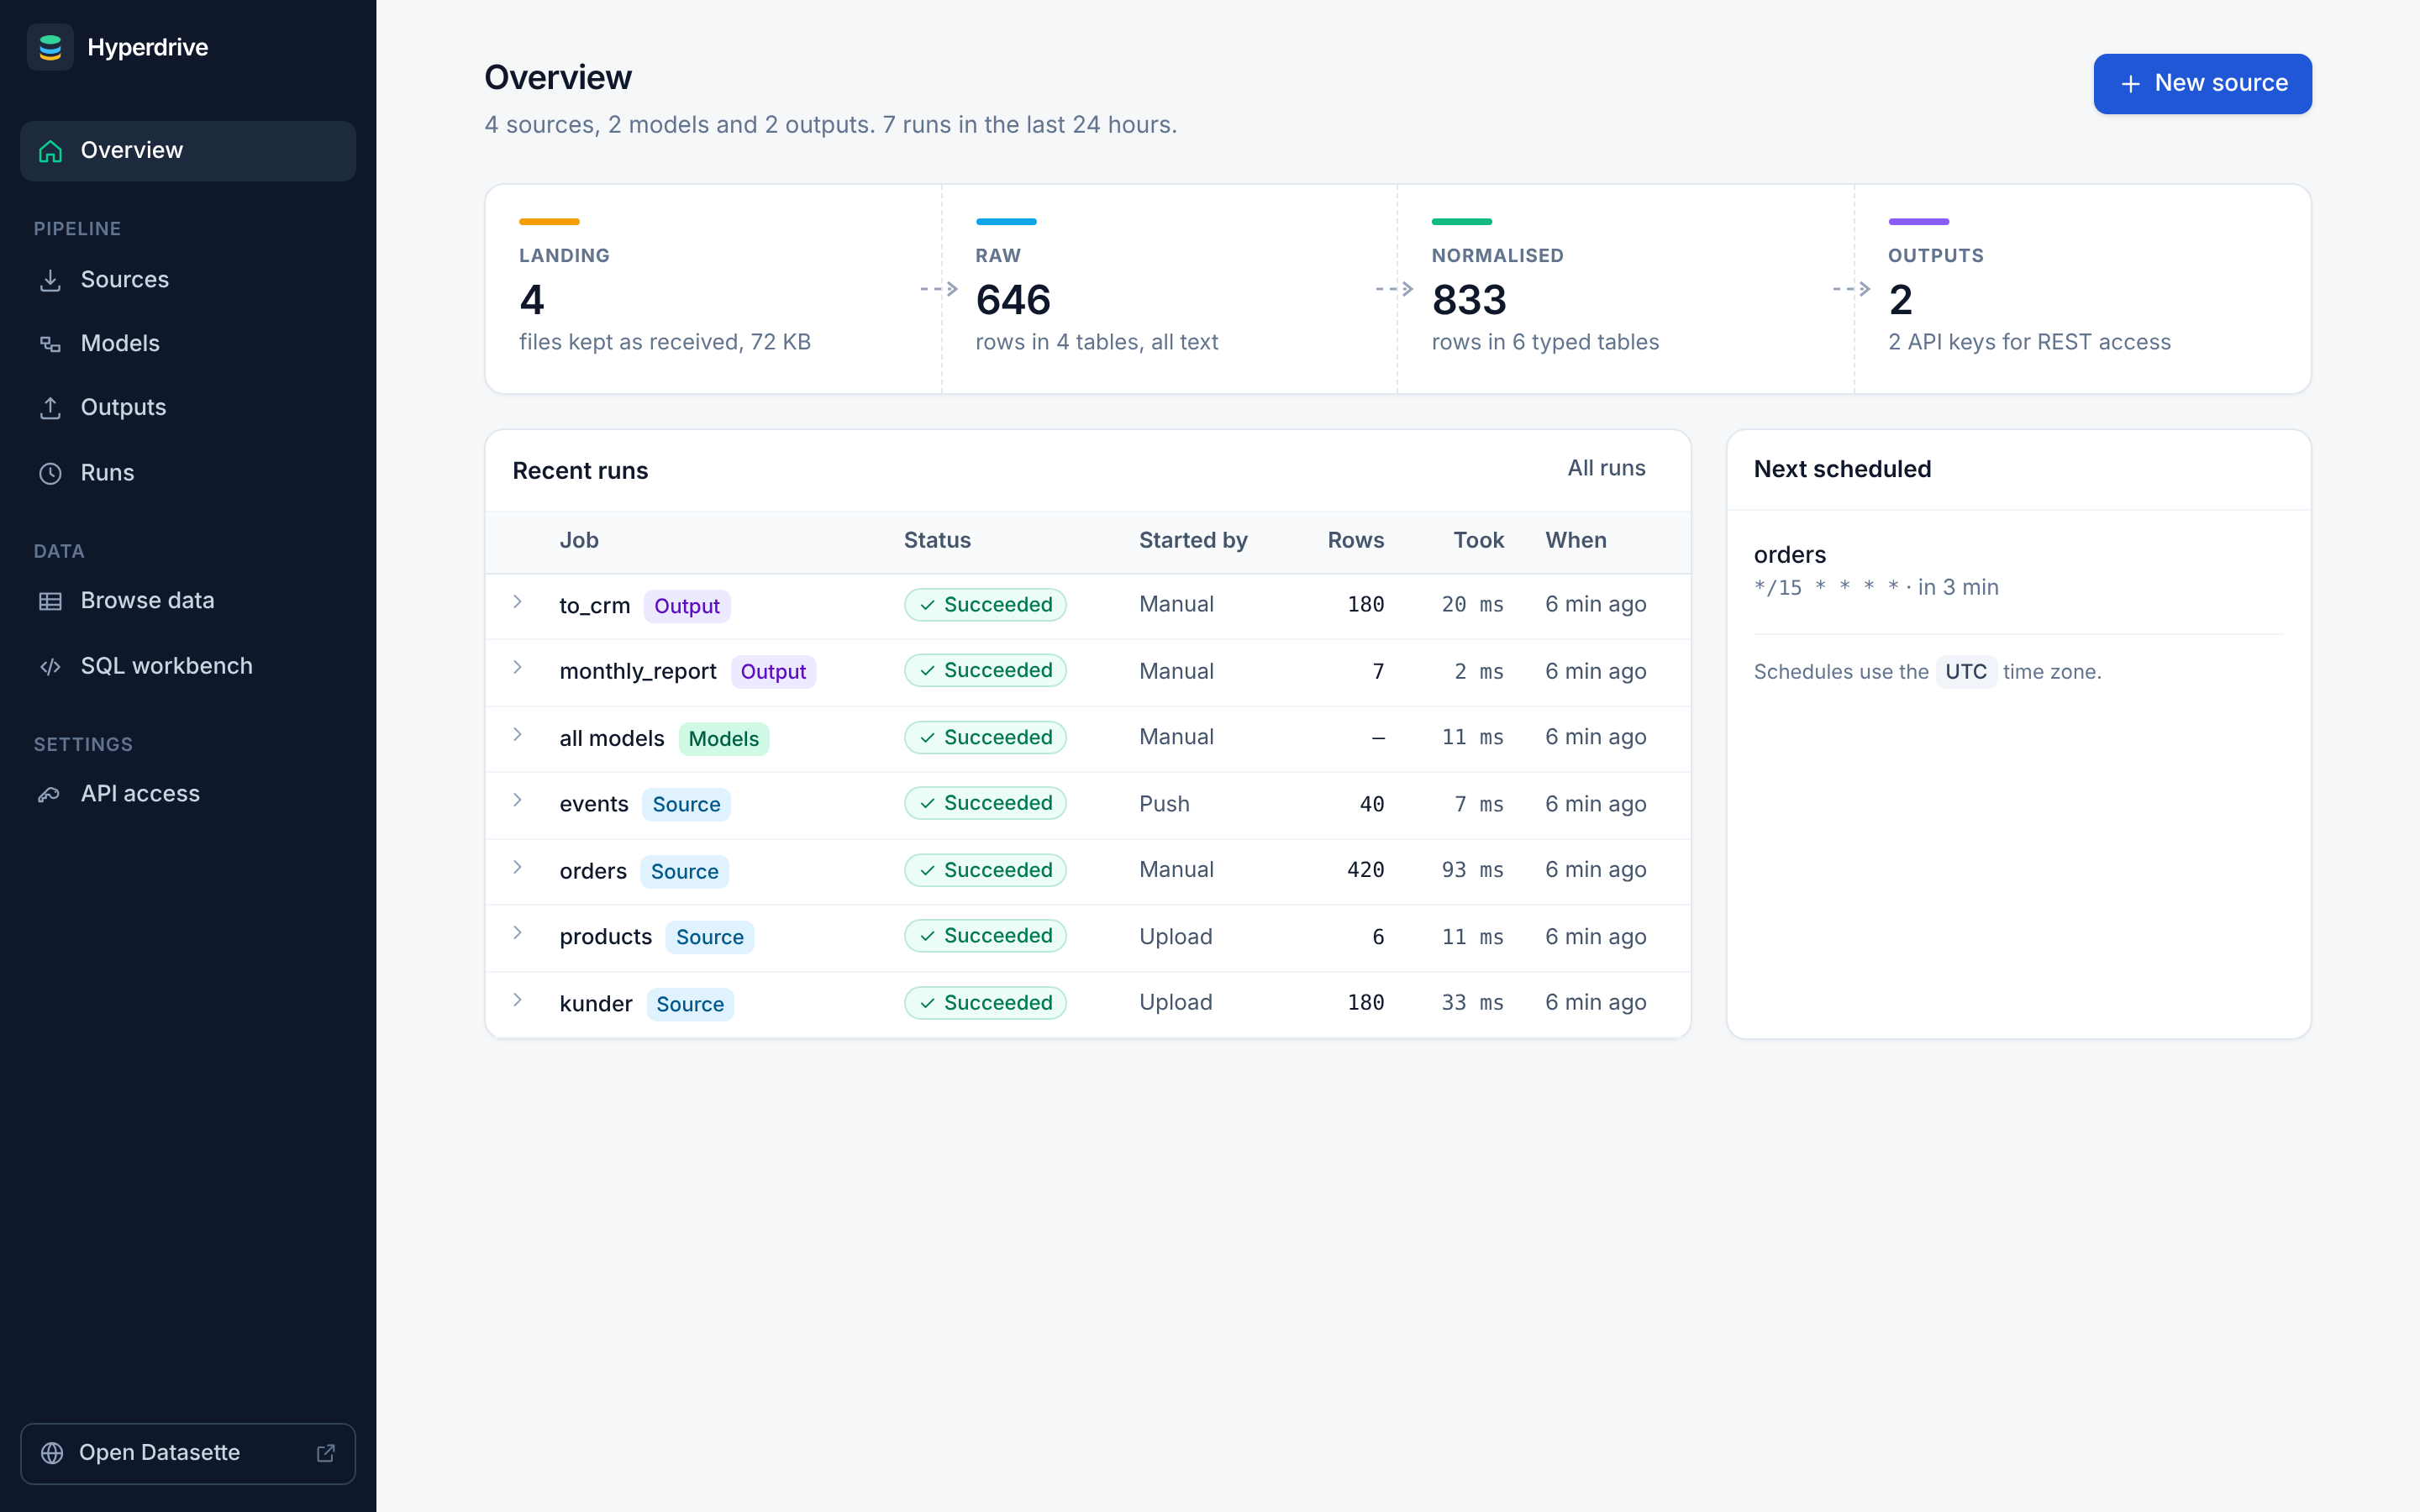 Hyperdrive
Overview
PIPELINE
Sources
Models
Outputs
Runs
DATA
Browse data
SQL workbench
SETTINGS
API access
Open Datasette
Overview
4 sources, 2 models and 2 outputs. 7 runs in the last 24 hours.
New source
LANDING
4
files kept as received, 72 KB
RAW
646
rows in 4 tables, all text
NORMALISED
833
rows in 6 typed tables
OUTPUTS
2
2 API keys for REST access
Recent runs All runs
Job Status Started by Rows Took When
to_crm Output Succeeded Manual 180 20 ms 6 min ago
monthly_report Output Succeeded Manual 7 2 ms 6 min ago
all models Models Succeeded Manual – 11 ms 6 min ago
events Source Succeeded Push 40 7 ms 6 min ago
orders Source Succeeded Manual 420 93 ms 6 min ago
products Source Succeeded Upload 6 11 ms 6 min ago
kunder Source Succeeded Upload 180 33 ms 6 min ago
Next scheduled
orders
*/15 * * * * · in 3 min
Schedules use the UTC time zone.